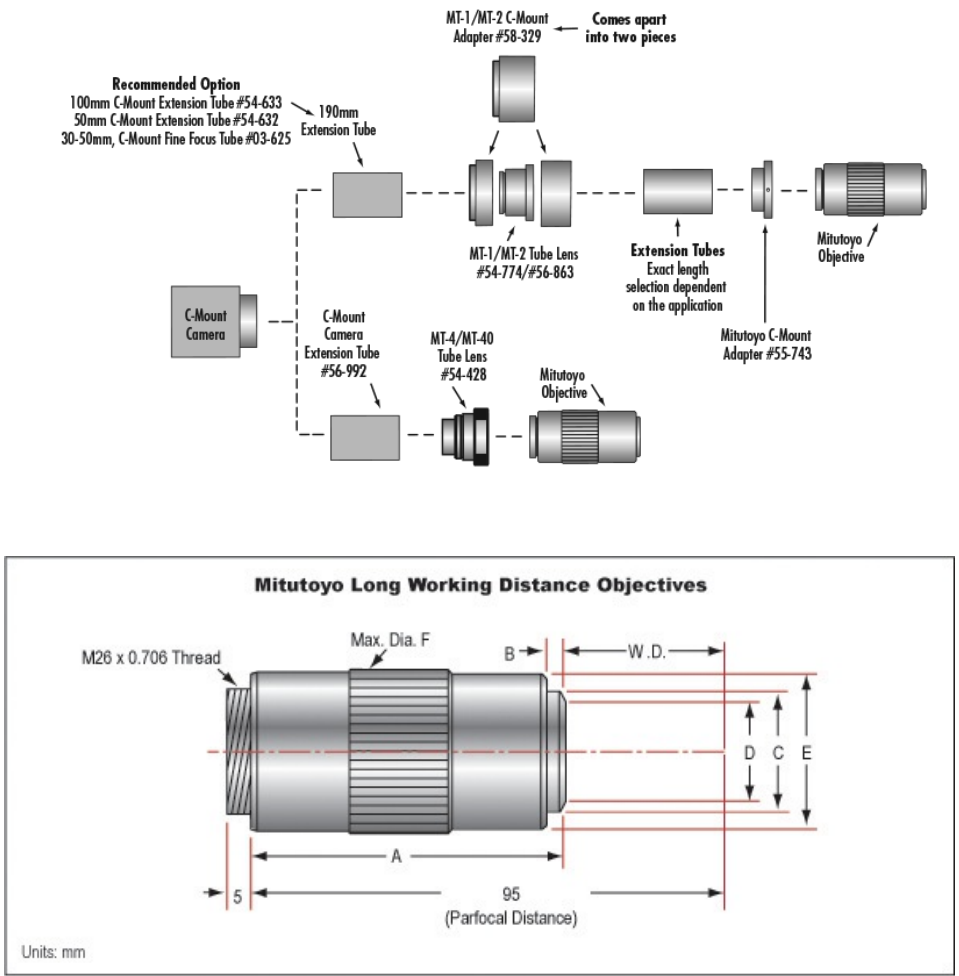 MT-1/MT-2 C-Mount
Adapter #58-329
Comes apart
into two pieces
Recommended Option
100mm C-Mount Extension Tube #54-633
50mm C-Mount Extension Tube #54-632
30-50mm, C-Mount Fine Focus Tube #03-625
190mm
Extension Tube
MT-1/MT-2 Tube Lens
#54-774/#56-863
Extension Tubes
Exact length
selection dependent
on the application
Mitutoyo
Objective
Mitutoyo C-Mount
Adapter #55-743
C-Mount
Camera
C-Mount
Camera
Extension Tube
#56-992
MT-4/MT-40
Tube Lens
#54-428
Mitutoyo
Objective
Mitutoyo Long Working Distance Objectives
M26 x 0.706 Thread
Max. Dia. F
B
W.D.
D
C
E
A
5
95
(Parfocal Distance)
Units: mm